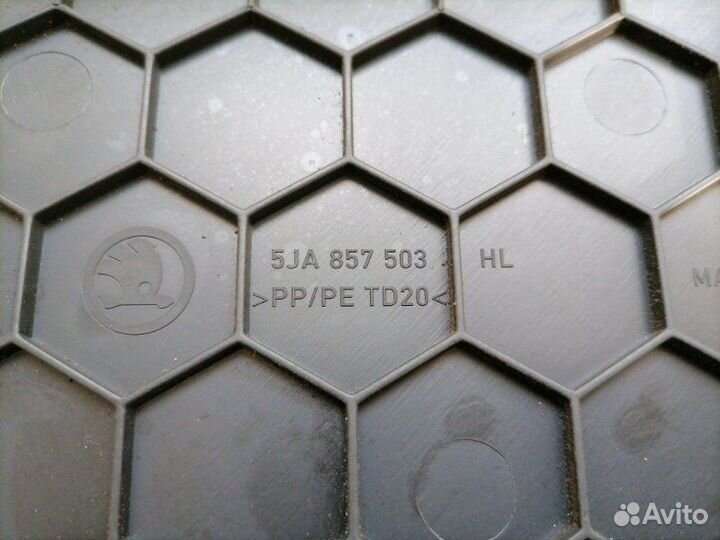 5JA 857 503 HL
>PP/PE TD20<
Avito